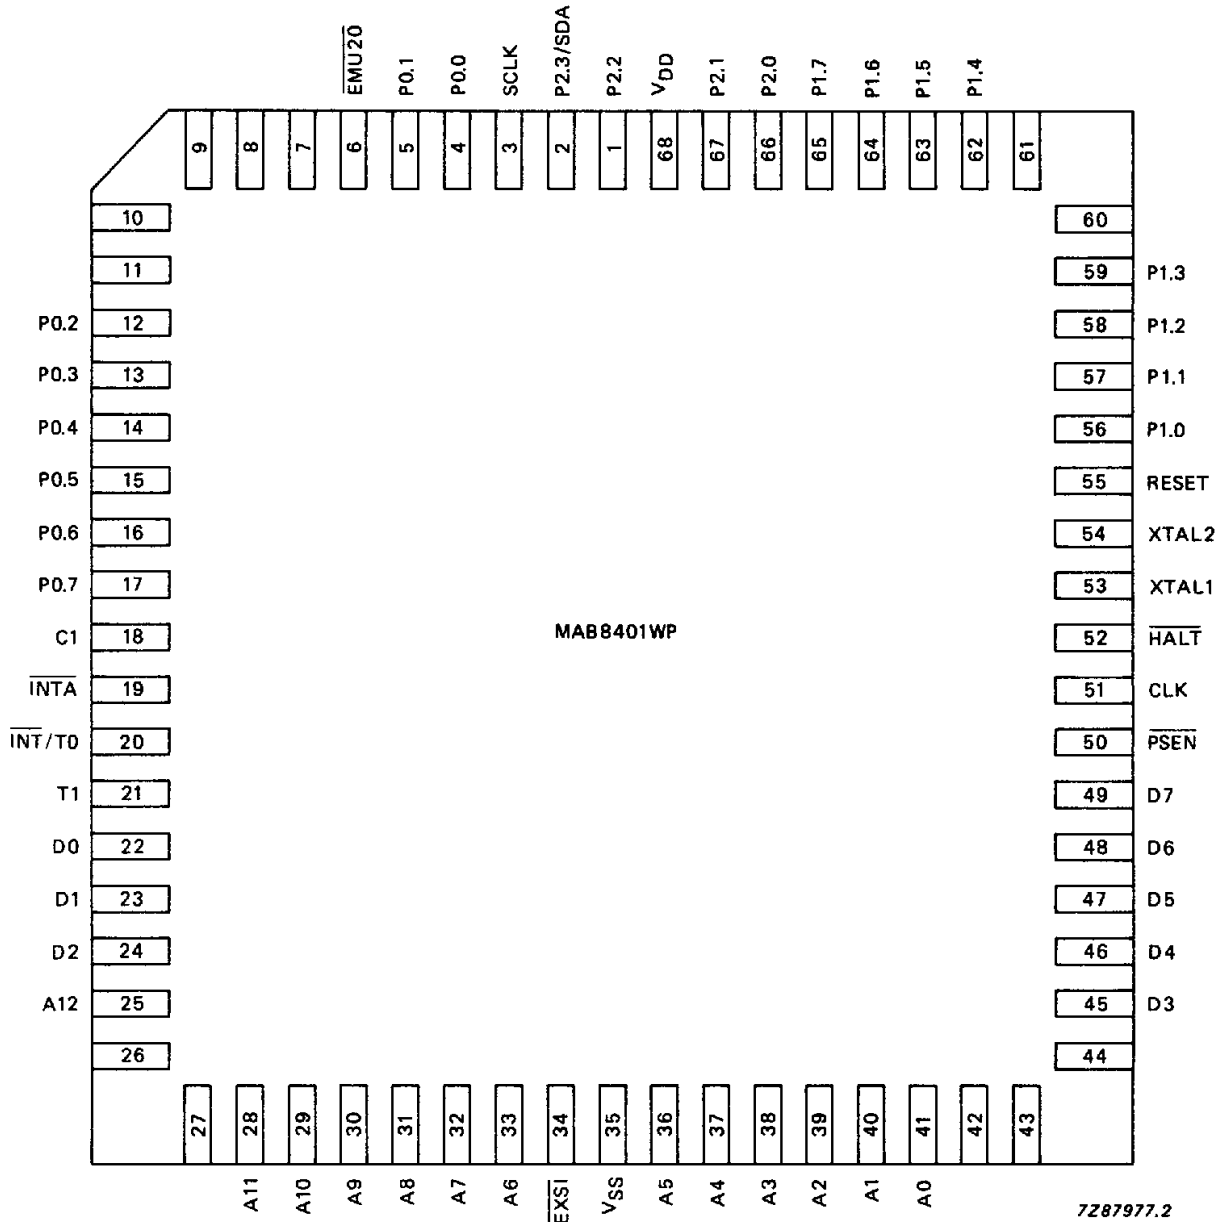 EMU20 P0.1 P0.0 SCLK P2.3/SDA P2.2 VDD P2.1 P2.0 P1.7 P1.6 P1.5 P1.4
9 8 7 6 5 4 3 2 1 68 67 66 65 64 63 62 61
10 60
11 59 P1.3
P0.2 12 58 P1.2
P0.3 13 57 P1.1
P0.4 14 56 P1.0
P0.5 15 55 RESET
P0.6 16 54 XTAL2
P0.7 17 53 XTAL1
MAB8401WP
C1 18 52 HALT
INTA 19 51 CLK
INT/T0 20 50 PSEN
T1 21 49 D7
D0 22 48 D6
D1 23 47 D5
D2 24 46 D4
A12 25 45 D3
26 44
27 28 29 30 31 32 33 34 35 36 37 38 39 40 41 42 43
A11 A10 A9 A8 A7 A6 EXSI VSS A5 A4 A3 A2 A1 A0
7Z87977.2